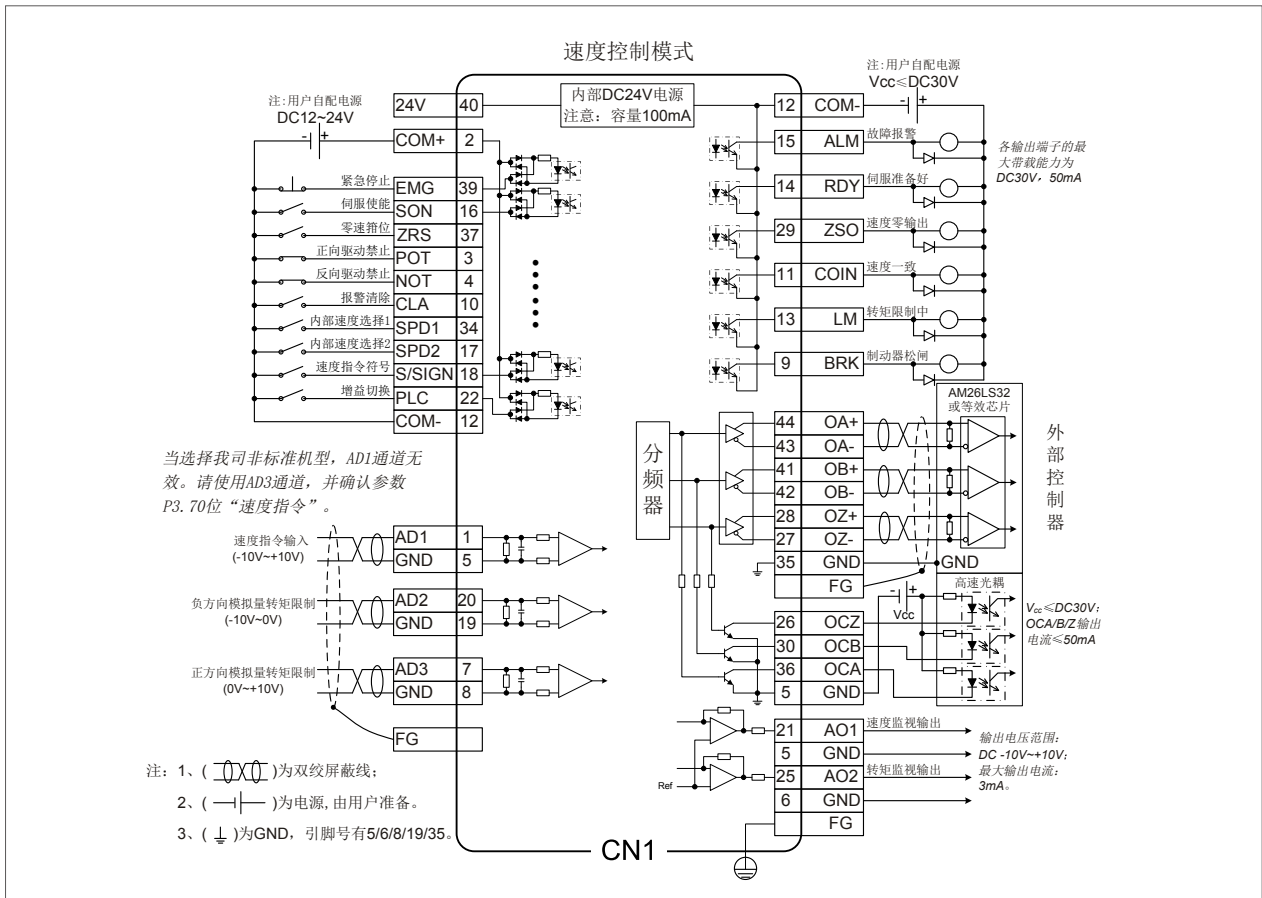 速度控制模式
注:用户自配电源
DC12~24V
- +
24V 40
COM+ 2
紧急停止 EMG 39
伺服使能 SON 16
零速箝位 ZRS 37
正向驱动禁止 POT 3
反向驱动禁止 NOT 4
报警清除 CLA 10
内部速度选择1 SPD1 34
内部速度选择2 SPD2 17
速度指令符号 S/SIGN 18
增益切换 PLC 22
COM- 12
内部DC24V电源
注意：容量100mA
当选择我司非标准机型，AD1通道无
效。请使用AD3通道，并确认参数
P3.70位“速度指令”。
速度指令输入
(-10V~+10V)
AD1 1
GND 5
负方向模拟量转矩限制
(-10V~0V)
AD2 20
GND 19
正方向模拟量转矩限制
(0V~+10V)
AD3 7
GND 8
FG
注：1、( )为双绞屏蔽线；
2、( )为电源,由用户准备。
3、( )为GND，引脚号有5/6/8/19/35。
注:用户自配电源
Vcc≤DC30V
- +
12 COM-
15 ALM 故障报警
14 RDY 伺服准备好
29 ZSO 速度零输出
11 COIN 速度一致
13 LM 转矩限制中
9 BRK 制动器松闸
各输出端子的最
大带载能力为
DC30V，50mA
分频器
44 OA+
43 OA-
41 OB+
42 OB-
28 OZ+
27 OZ-
35 GND
FG
AM26LS32
或等效芯片
GND
外部控制器
高速光耦
- +
Vcc
26 OCZ
30 OCB
36 OCA
5 GND
Vcc≤DC30V；
OCA/B/Z输出
电流≤50mA
Ref
21 AO1 速度监视输出
5 GND
25 AO2 转矩监视输出
6 GND
FG
输出电压范围：
DC -10V~+10V；
最大输出电流：
3mA。
CN1